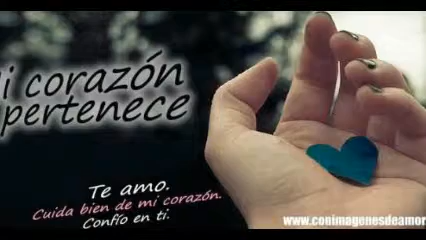 i corazón
pertenece
Te amo.
Cuida bien de mi corazón.
Confío en ti.
www.conimagenesdeamor